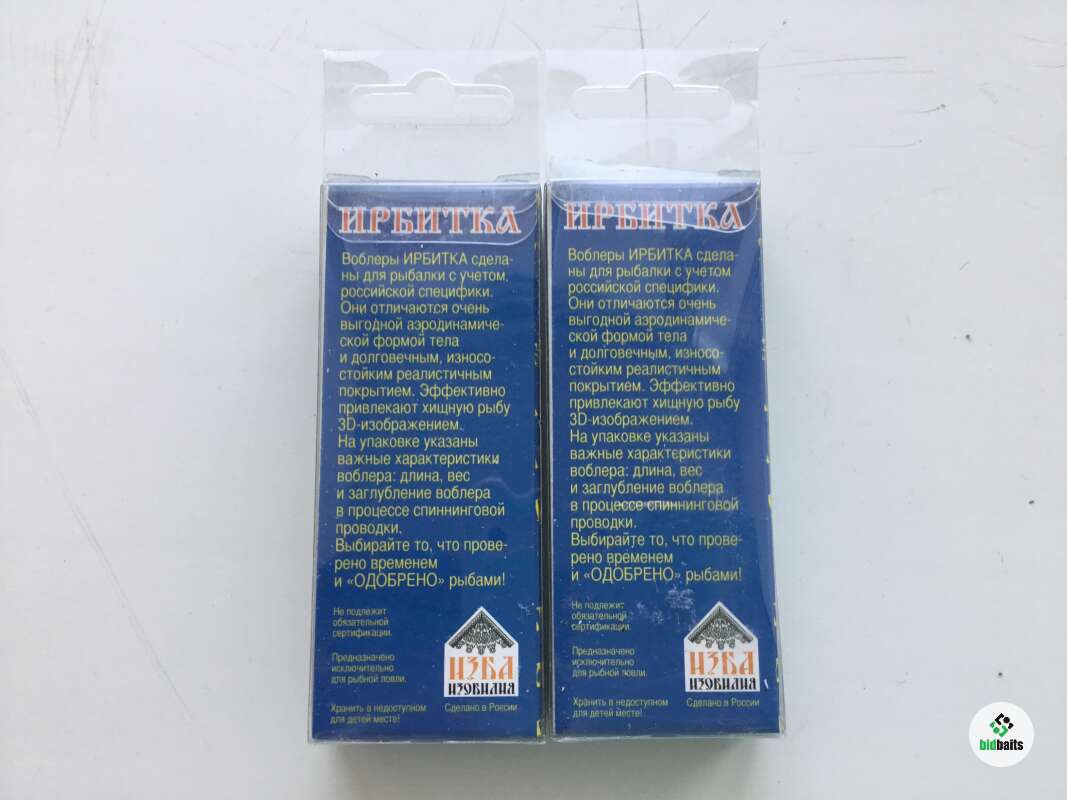 ИРБИТКА
Воблеры ИРБИТКА сдела-
ны для рыбалки с учетом
российской специфики.
Они отличаются очень
выгодной аэродинамиче-
ской формой тела
и долговечным, износо-
стойким реалистичным
покрытием. Эффективно
привлекают хищную рыбу
3D-изображением.
На упаковке указаны
важные характеристики
воблера: длина, вес
и заглубление воблера
в процессе спиннинговой
проводки.
Выбирайте то, что прове-
рено временем
и «ОДОБРЕНО» рыбами!
Не подлежит
обязательной
сертификации.
Предназначено
исключительно
для рыбной ловли.
Хранить в недоступном
для детей месте!
ИЗБА
ИЗОБИЛИЯ
Сделано в России
ИРБИТКА
Воблеры ИРБИТКА сдела-
ны для рыбалки с учетом
российской специфики.
Они отличаются очень
выгодной аэродинамиче-
ской формой тела
и долговечным, износо-
стойким реалистичным
покрытием. Эффективно
привлекают хищную рыбу
3D-изображением.
На упаковке указаны
важные характеристики
воблера: длина, вес
и заглубление воблера
в процессе спиннинговой
проводки.
Выбирайте то, что прове-
рено временем
и «ОДОБРЕНО» рыбами!
Не подлежит
обязательной
сертификации.
Предназначено
исключительно
для рыбной ловли.
Хранить в недоступном
для детей месте!
ИЗБА
ИЗОБИЛИЯ
Сделано в России
bidbaits